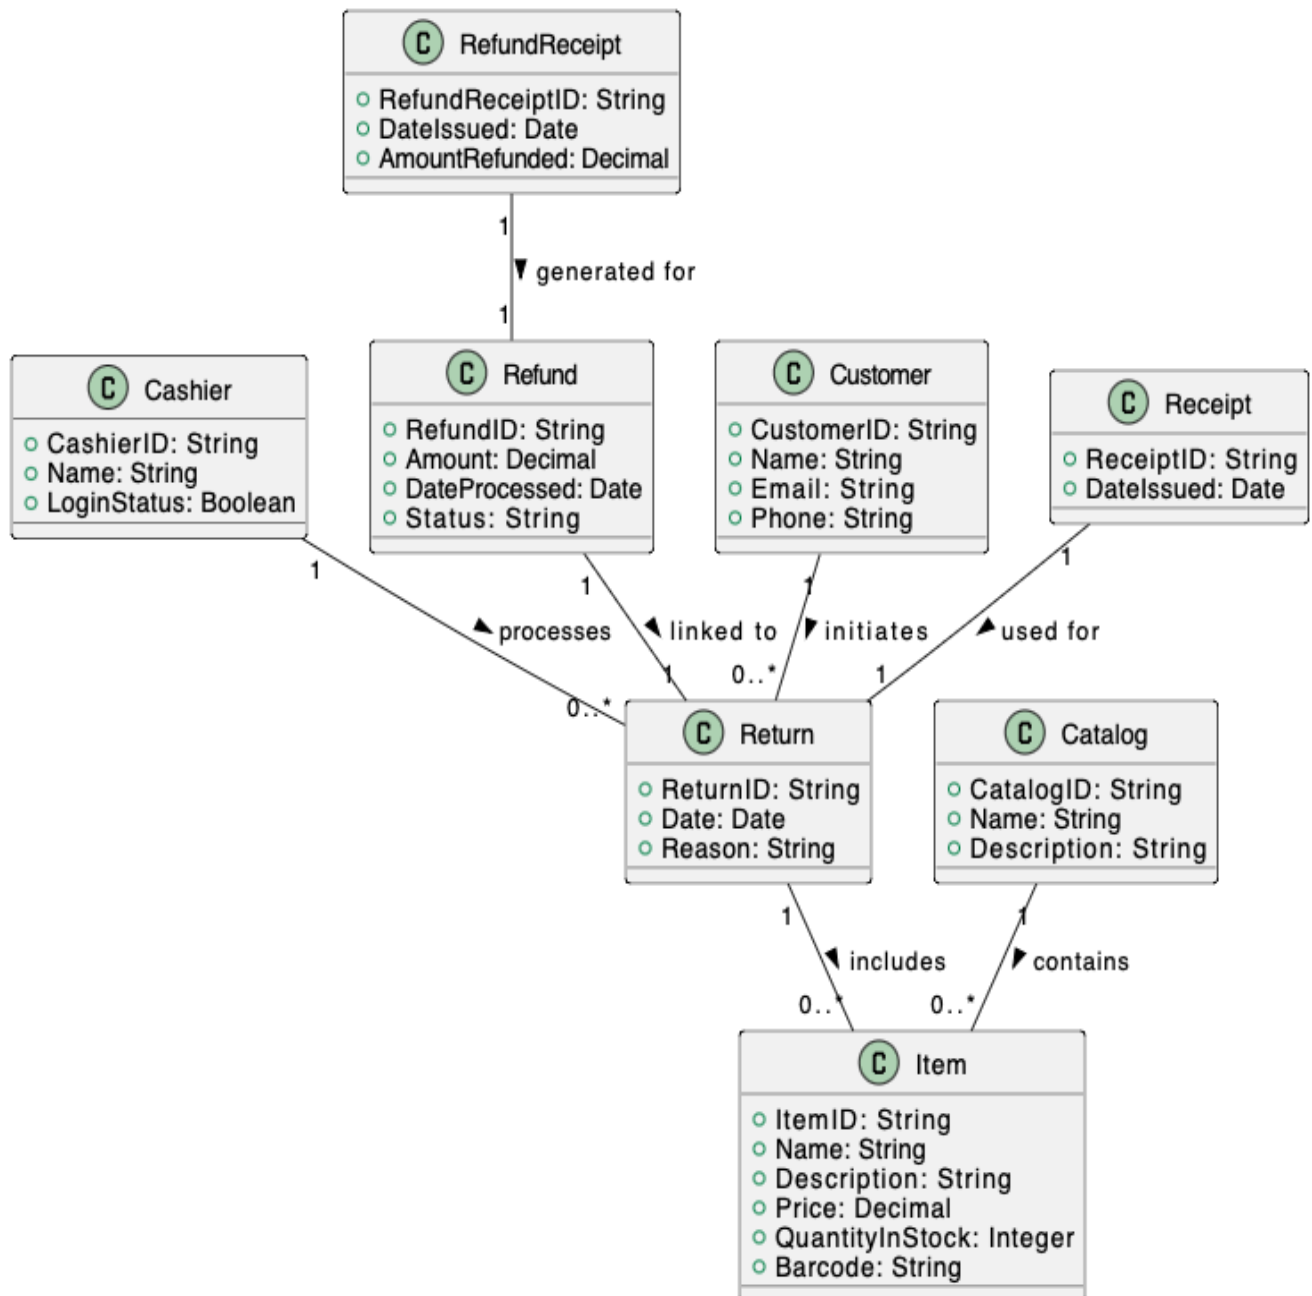 C RefundReceipt
RefundReceiptID: String
DateIssued: Date
AmountRefunded: Decimal
1
generated for
1
C Cashier
CashierID: String
Name: String
LoginStatus: Boolean
C Refund
RefundID: String
Amount: Decimal
DateProcessed: Date
Status: String
C Customer
CustomerID: String
Name: String
Email: String
Phone: String
C Receipt
ReceiptID: String
DateIssued: Date
1
1
1
1
processes
linked to
initiates
used for
0..*
1
0..*
1
C Return
ReturnID: String
Date: Date
Reason: String
C Catalog
CatalogID: String
Name: String
Description: String
1
1
includes
contains
0..*
0..*
C Item
ItemID: String
Name: String
Description: String
Price: Decimal
QuantityInStock: Integer
Barcode: String